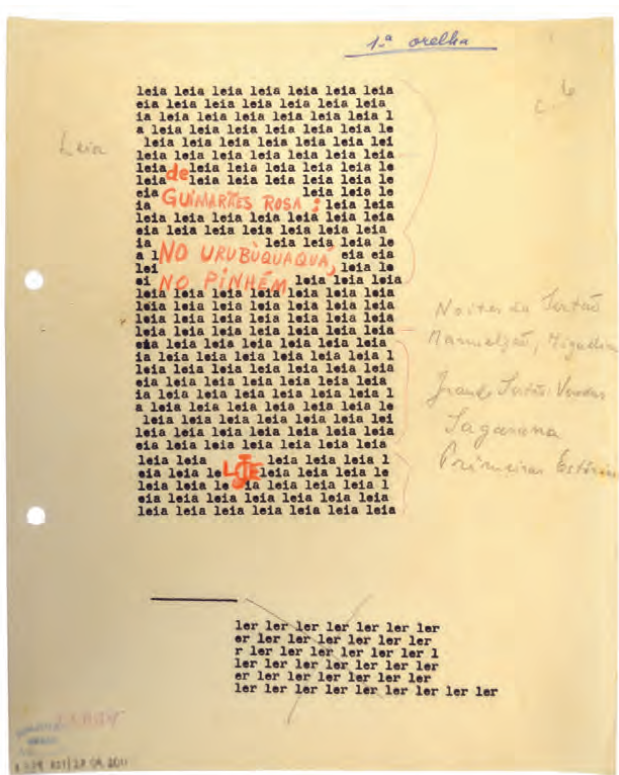 1.ª orelha
leia leia leia leia leia leia leia
eia leia leia leia leia leia leia
ia leia leia leia leia leia leia l
a leia leia leia leia leia leia le
leia leia leia leia leia leia lei
leia leia leia leia leia leia leia
Leia
leia de leia leia leia leia leia
leia leia leia leia leia leia le
eia leia leia le
ia GUIMARÃES ROSA: leia leia
leia leia leia leia leia leia leia
eia leia leia leia leia leia leia
ia leia leia leia le
a l NO URUBÙQUAQUÁ, eia eia
lei leia le
ei NO PINHÉM leia leia leia
leia leia leia leia leia leia leia
leia leia leia leia leia leia leia
leia leia leia leia leia leia leia
leia leia leia leia leia leia leia
eia leia leia leia leia leia leia
ia leia leia leia leia leia leia l
leia leia leia leia leia leia leia
eia leia leia leia leia leia leia
ia leia leia leia leia leia leia l
a leia leia leia leia leia leia le
leia leia leia leia leia leia lei
leia leia leia leia leia leia leia
eia leia leia leia leia leia leia
Noites do Sertão
Manuelzão, Miguilim
Grande Sertão: Veredas
Sagarana
Primeiras Estórias
leia leia leia leia leia l
eia leia le LJOE leia leia leia le
leia leia le ia leia leia leia l
eia leia leia leia leia leia leia
leia leia leia leia leia leia leia
ler ler ler ler ler ler ler
er ler ler ler ler ler ler
r ler ler ler ler ler ler l
ler ler ler ler ler ler ler
er ler ler ler ler ler ler
ler ler ler ler ler ler ler ler ler